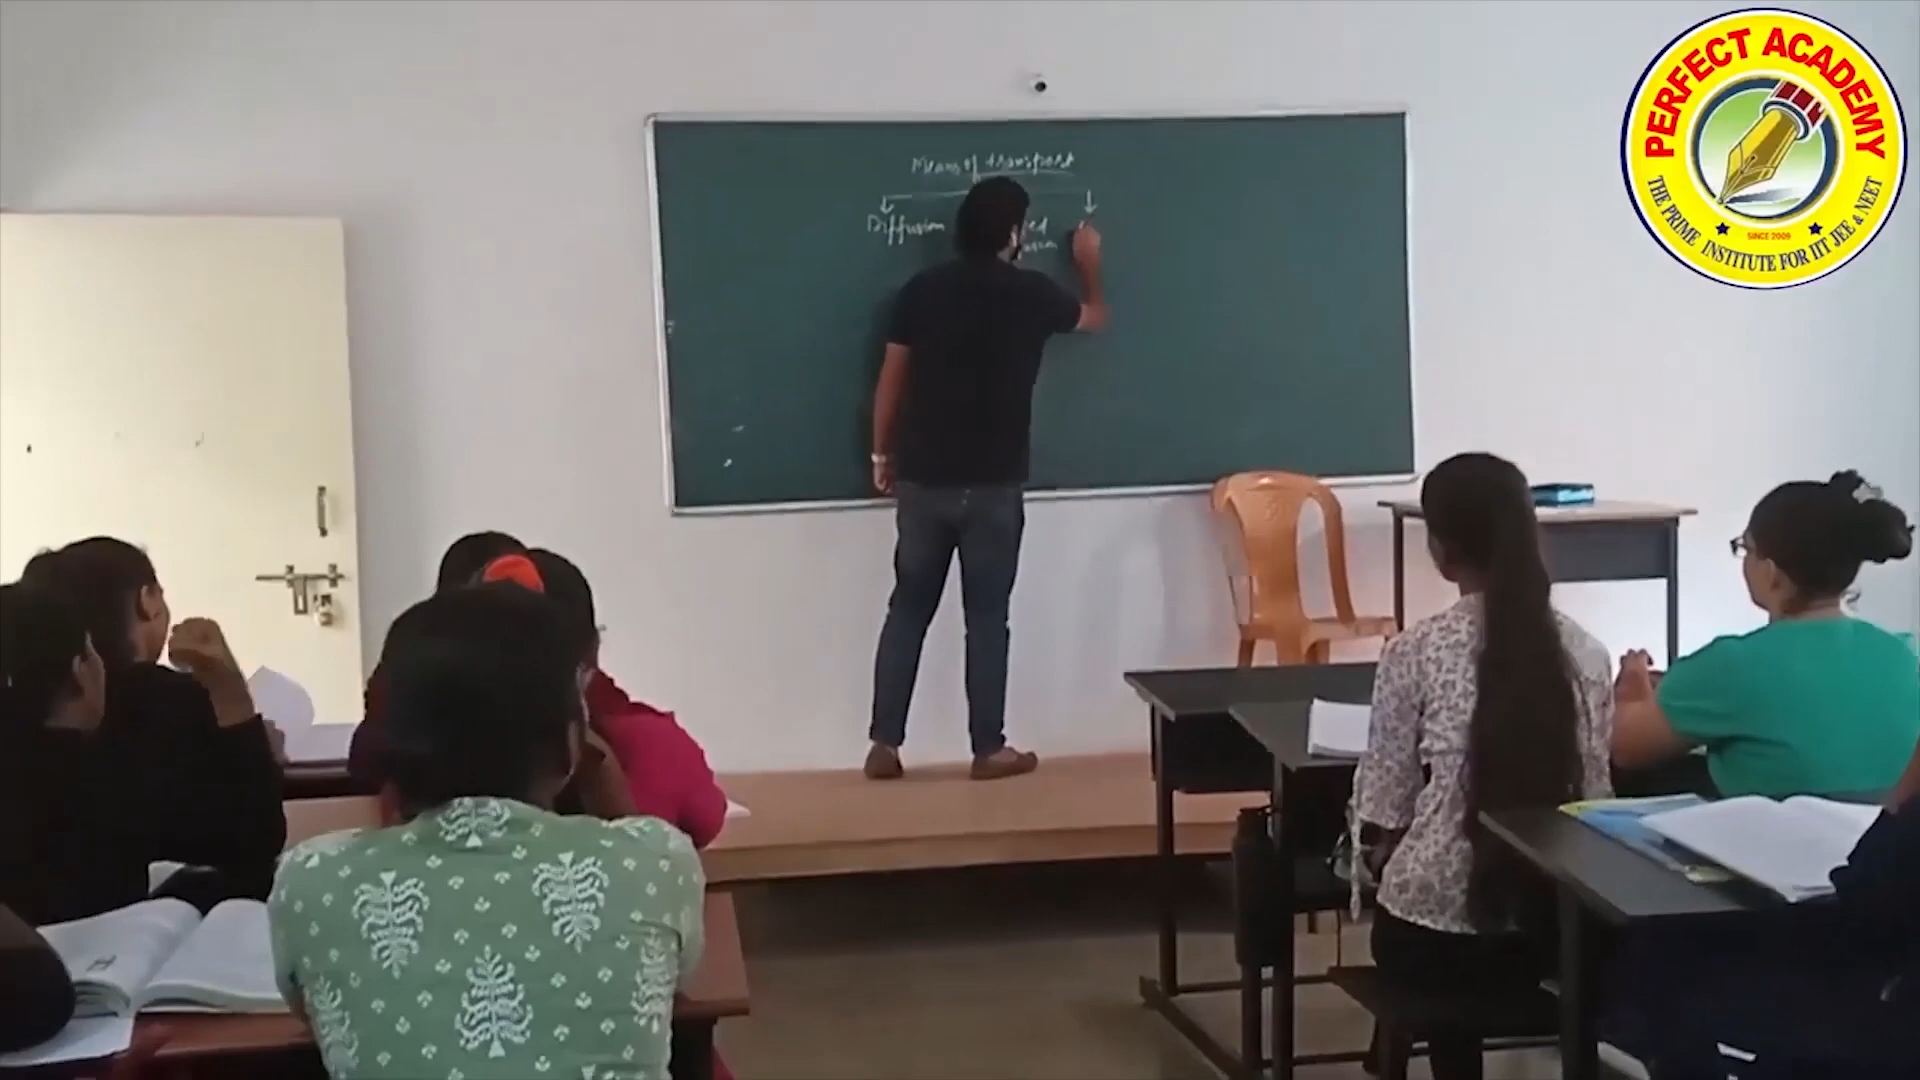 Means of transport
Diffusion
PERFECT ACADEMY
THE PRIME INSTITUTE FOR IIT JEE & NEET
SINCE 2009